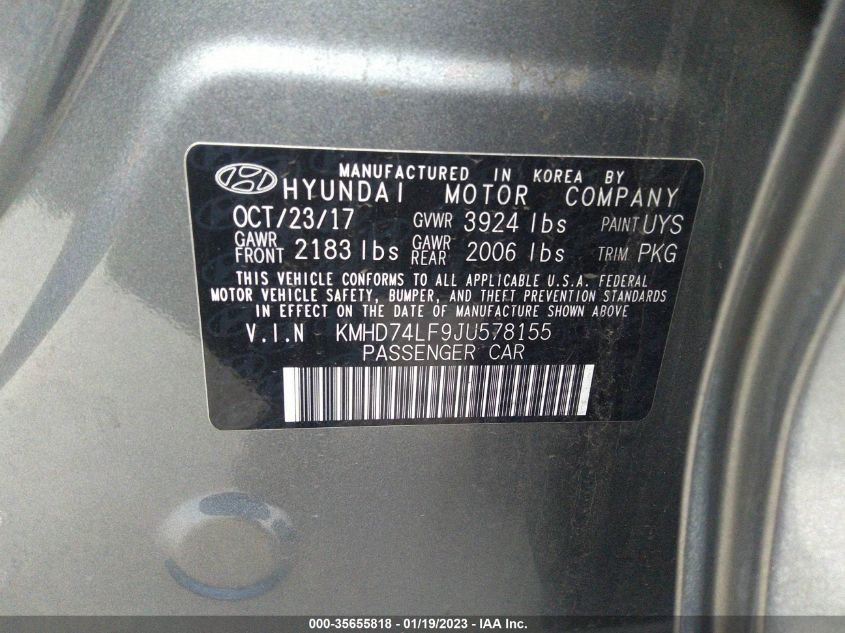 MANUFACTURED IN KOREA BY
HYUNDAI MOTOR COMPANY
OCT/23/17 GVWR 3924 lbs PAINT UYS
GAWR FRONT 2183 lbs GAWR REAR 2006 lbs TRIM PKG
THIS VEHICLE CONFORMS TO ALL APPLICABLE U.S.A. FEDERAL
MOTOR VEHICLE SAFETY, BUMPER, AND THEFT PREVENTION STANDARDS
IN EFFECT ON THE DATE OF MANUFACTURE SHOWN ABOVE
V.I.N KMHD74LF9JU578155
PASSENGER CAR
000-35655818 - 01/19/2023 - IAA Inc.